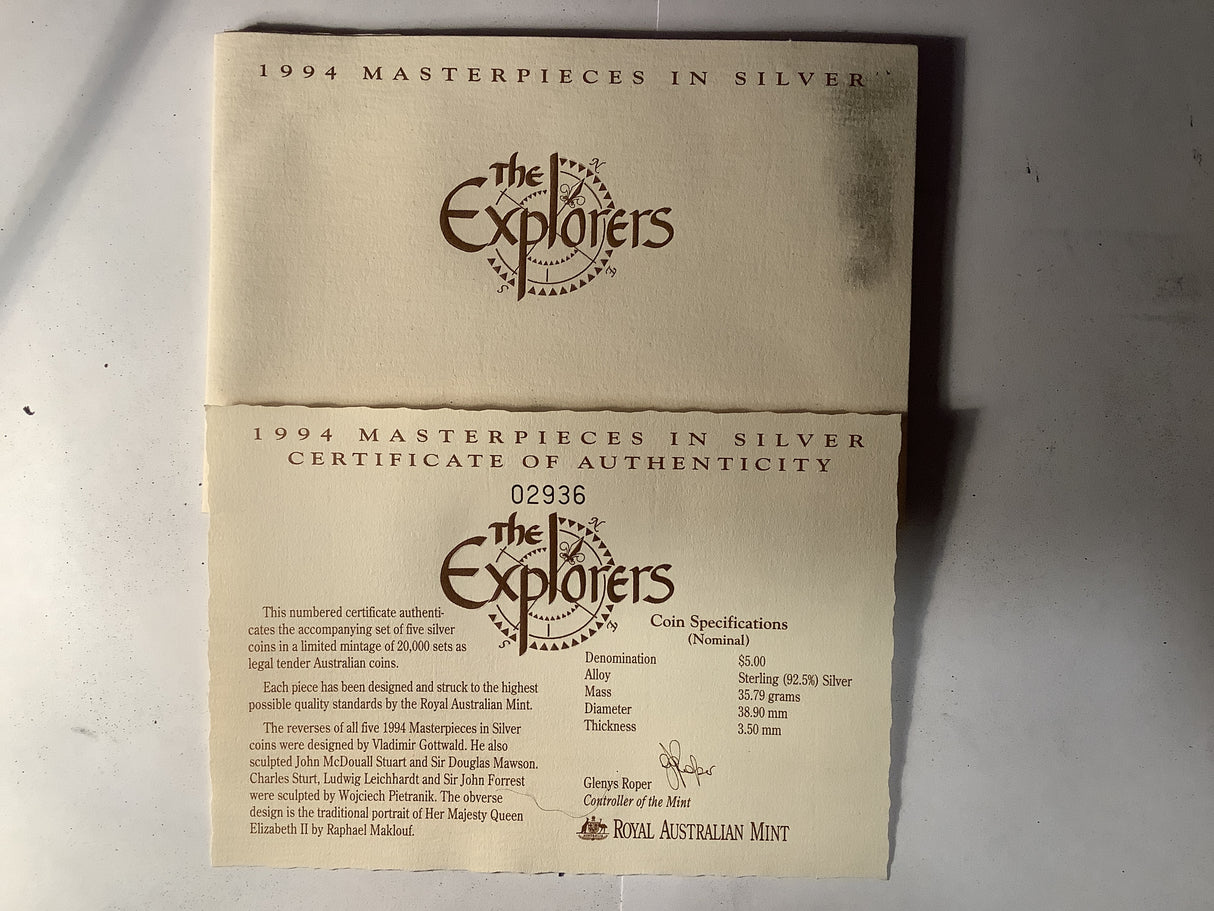 1994 MASTERPIECES IN SILVER
The
Explorers
N
E
S
1994 MASTERPIECES IN SILVER
CERTIFICATE OF AUTHENTICITY
02936
The
Explorers
N
E
S
This numbered certificate authenti-
cates the accompanying set of five silver
coins in a limited mintage of 20,000 sets as
legal tender Australian coins.
Each piece has been designed and struck to the highest
possible quality standards by the Royal Australian Mint.
The reverses of all five 1994 Masterpieces in Silver
coins were designed by Vladimir Gottwald. He also
sculpted John McDouall Stuart and Sir Douglas Mawson.
Charles Sturt, Ludwig Leichhardt and Sir John Forrest
were sculpted by Wojciech Pietranik. The obverse
design is the traditional portrait of Her Majesty Queen
Elizabeth II by Raphael Maklouf.
Coin Specifications
(Nominal)
Denomination $5.00
Alloy Sterling (92.5%) Silver
Mass 35.79 grams
Diameter 38.90 mm
Thickness 3.50 mm
GRoper
Glenys Roper
Controller of the Mint
ROYAL AUSTRALIAN MINT